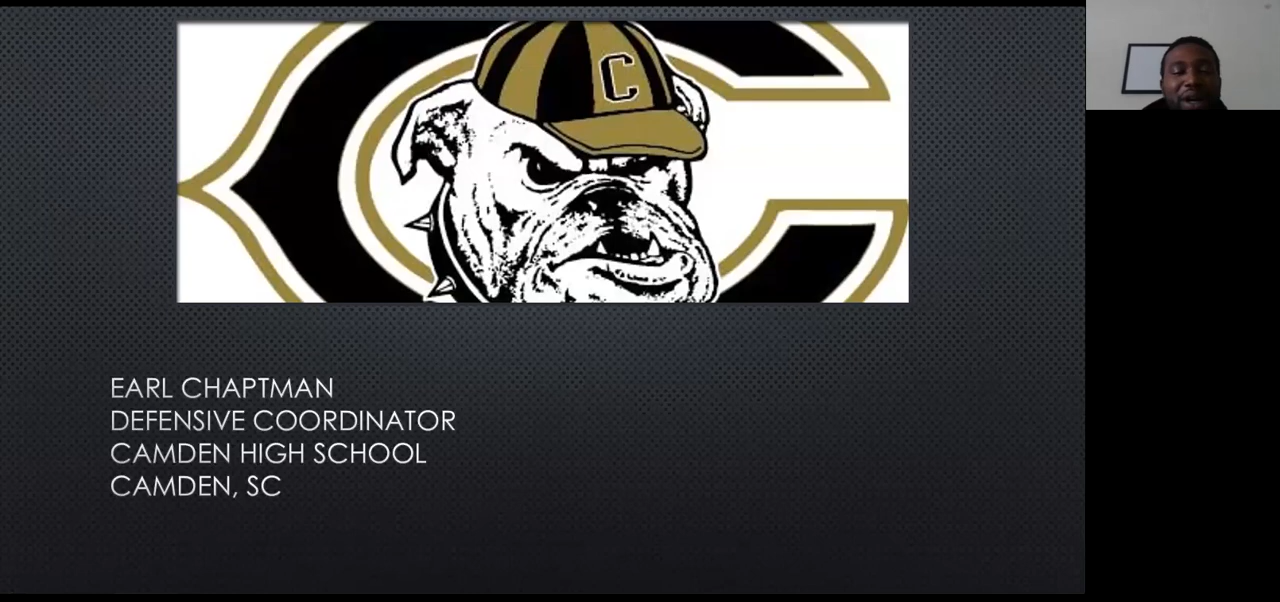 C
EARL CHAPTMAN
DEFENSIVE COORDINATOR
CAMDEN HIGH SCHOOL
CAMDEN, SC